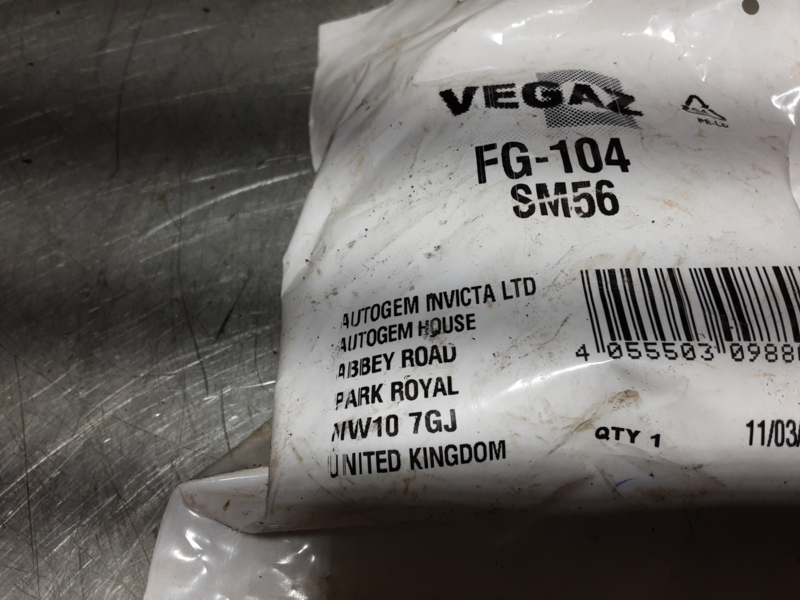 VEGAZ
FG-104
SM56
AUTOGEM INVICTA LTD
AUTOGEM HOUSE
ABBEY ROAD
PARK ROYAL
NW10 7GJ
UNITED KINGDOM
4 055503 0988
QTY 1
11/03/